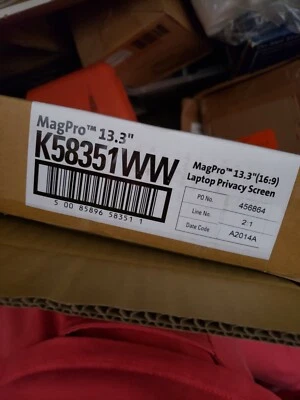 MagPro™ 13.3"
K58351WW
5 00 85896 58351 1
MagPro™ 13.3"(16:9)
Laptop Privacy Screen
PO No. 456864
Line No. 2.1
Date Code A2014A